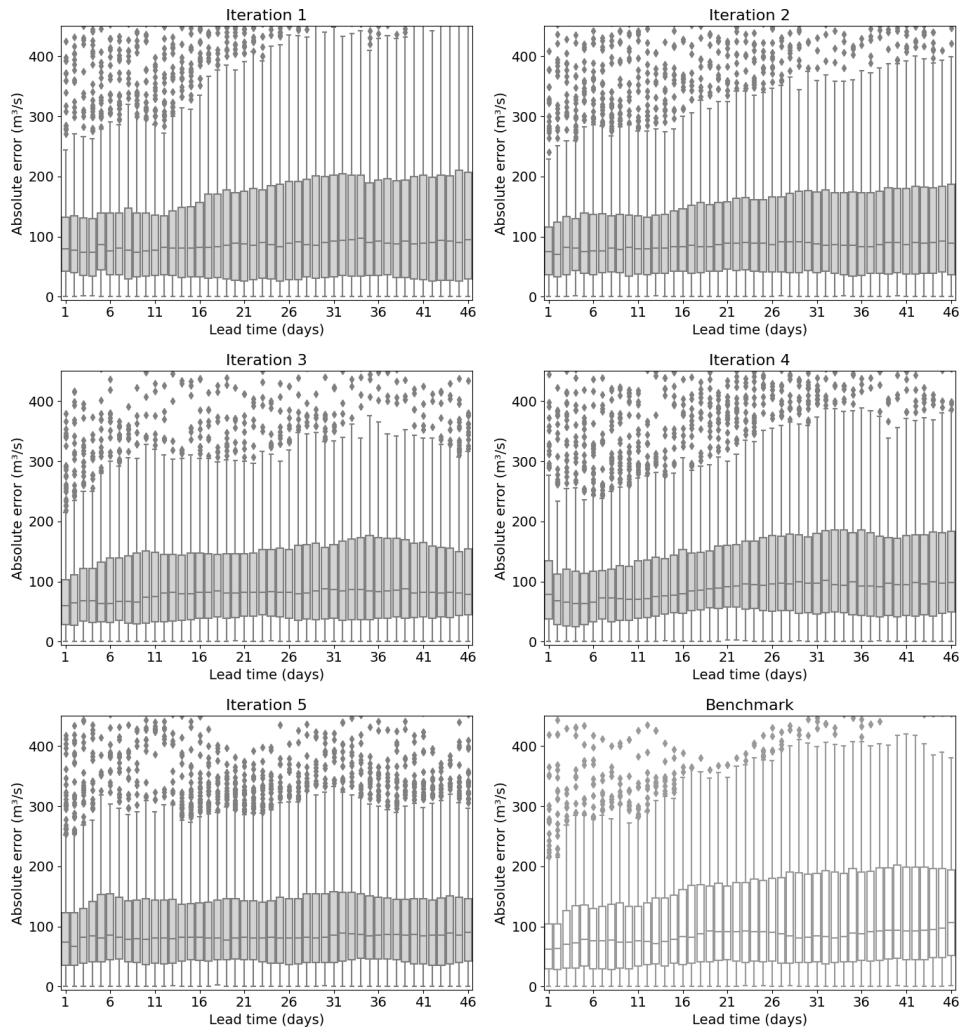 Iteration 1
Absolute error (m³/s)
400
300
200
100
0
1 6 11 16 21 26 31 36 41 46
Lead time (days)
Iteration 2
Absolute error (m³/s)
400
300
200
100
0
1 6 11 16 21 26 31 36 41 46
Lead time (days)
Iteration 3
Absolute error (m³/s)
400
300
200
100
0
1 6 11 16 21 26 31 36 41 46
Lead time (days)
Iteration 4
Absolute error (m³/s)
400
300
200
100
0
1 6 11 16 21 26 31 36 41 46
Lead time (days)
Iteration 5
Absolute error (m³/s)
400
300
200
100
0
1 6 11 16 21 26 31 36 41 46
Lead time (days)
Benchmark
Absolute error (m³/s)
400
300
200
100
0
1 6 11 16 21 26 31 36 41 46
Lead time (days)